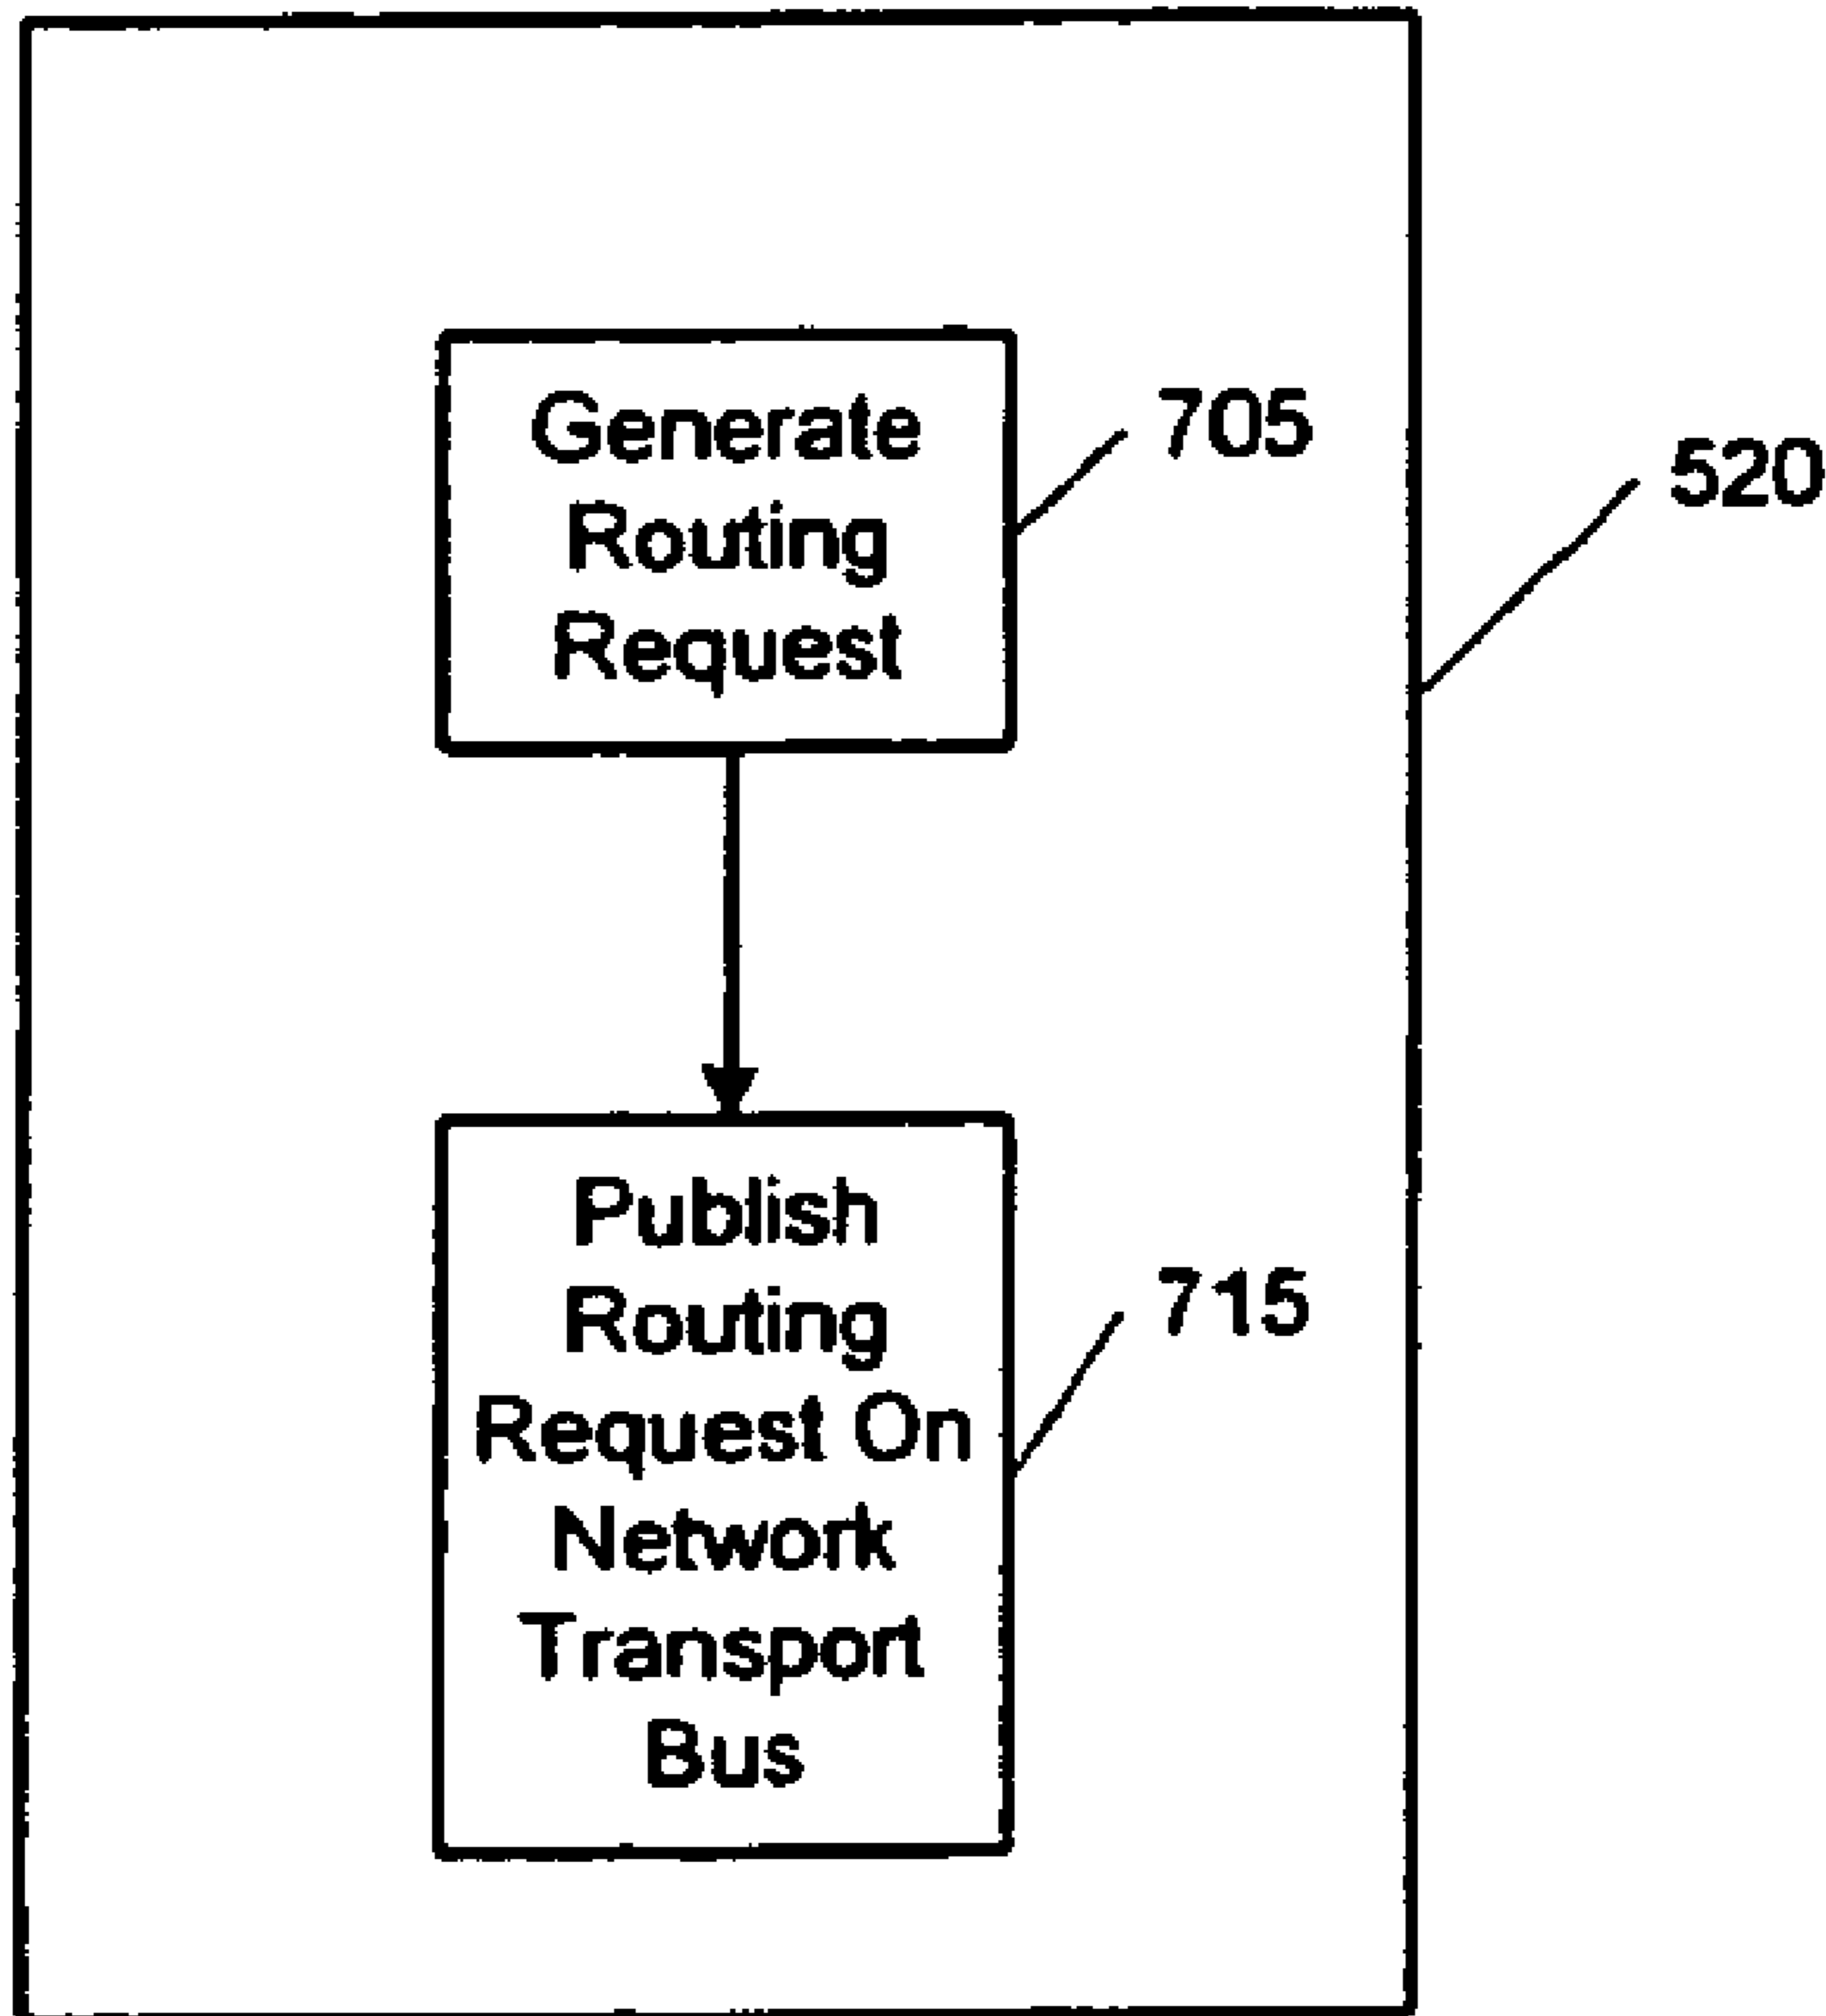 Generate
Routing
Request
705
520
Publish
Routing
Request On
Network
Transport
Bus
715